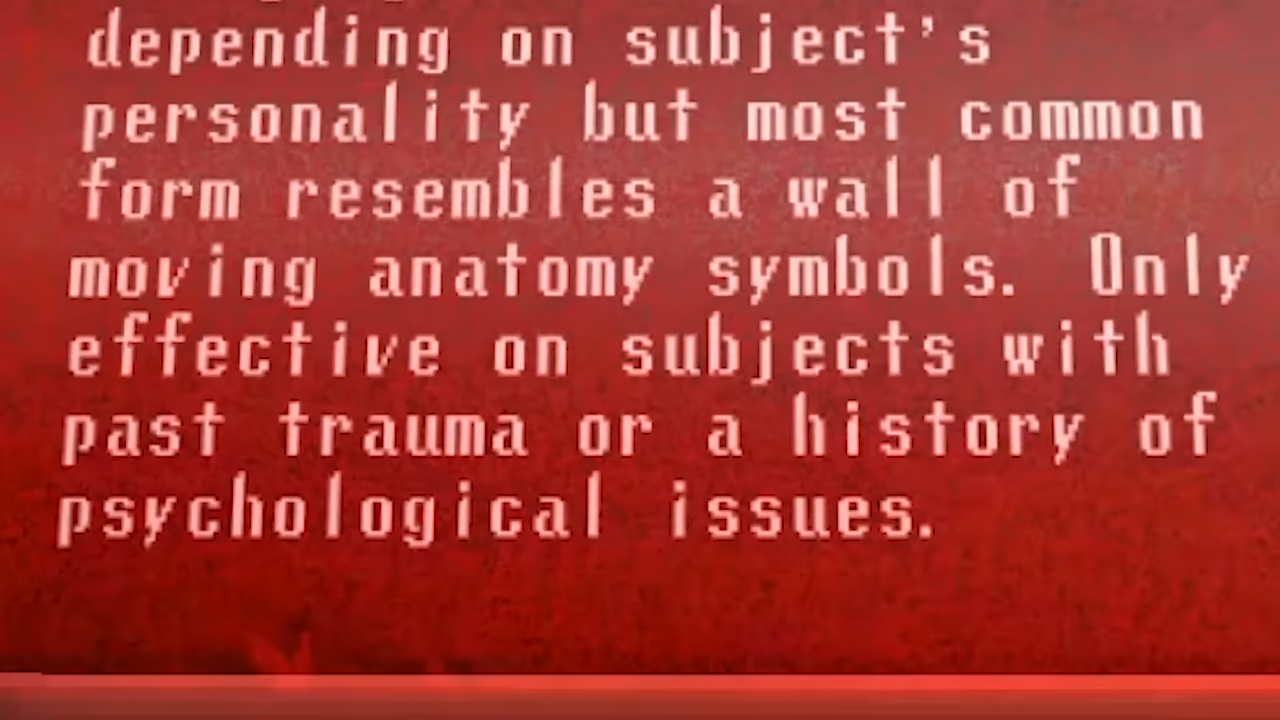 depending on subject's
personality but most common
form resembles a wall of
moving anatomy symbols. Only
effective on subjects with
past trauma or a history of
psychological issues.